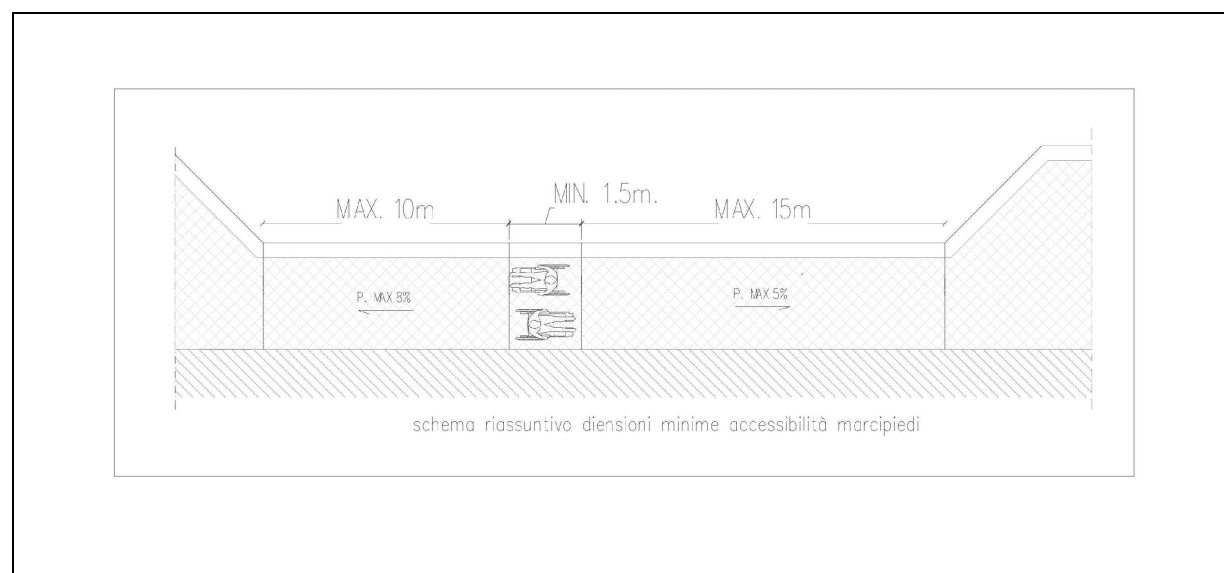 MAX. 10m
MIN. 1.5m.
MAX. 15m
P. MAX 8%
P. MAX 5%
schema riassuntivo diensioni minime accessibilità marcipiedi